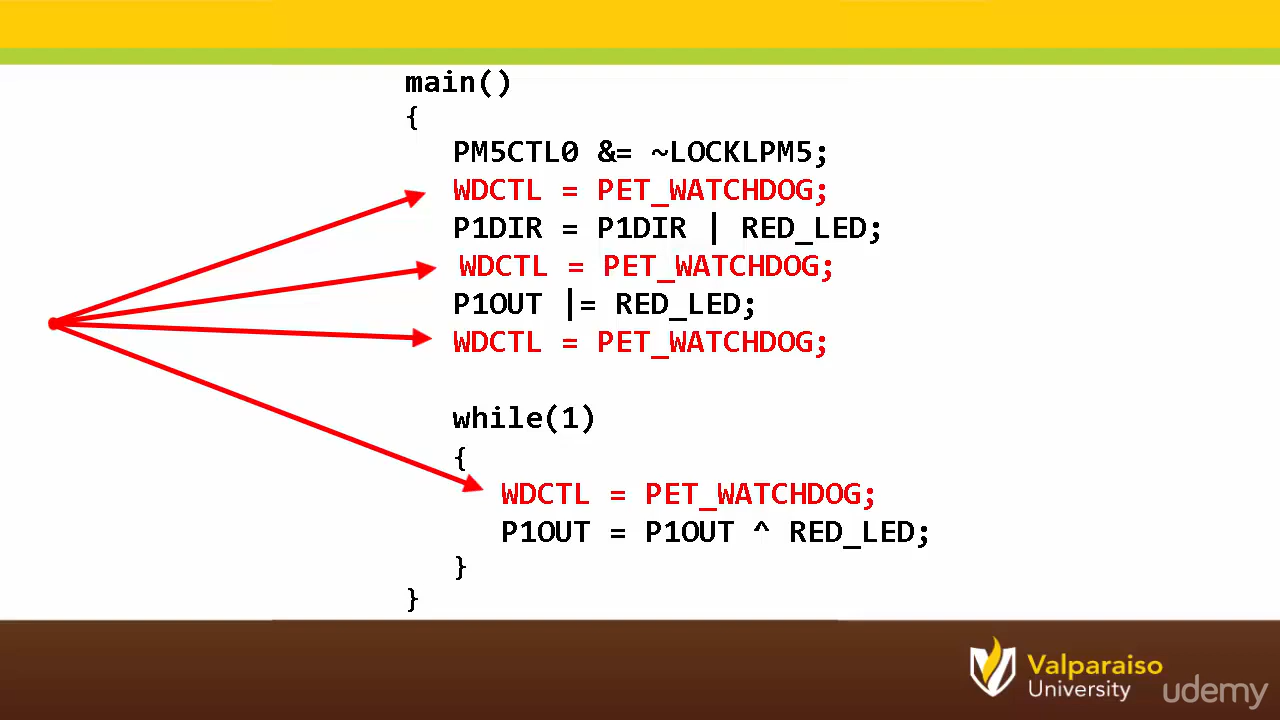 main()
{
PM5CTL0 &= ~LOCKLPM5;
WDCTL = PET_WATCHDOG;
P1DIR = P1DIR | RED_LED;
WDCTL = PET_WATCHDOG;
P1OUT |= RED_LED;
WDCTL = PET_WATCHDOG;
while(1)
{
WDCTL = PET_WATCHDOG;
P1OUT = P1OUT ^ RED_LED;
}
}
Valparaiso
University
udemy